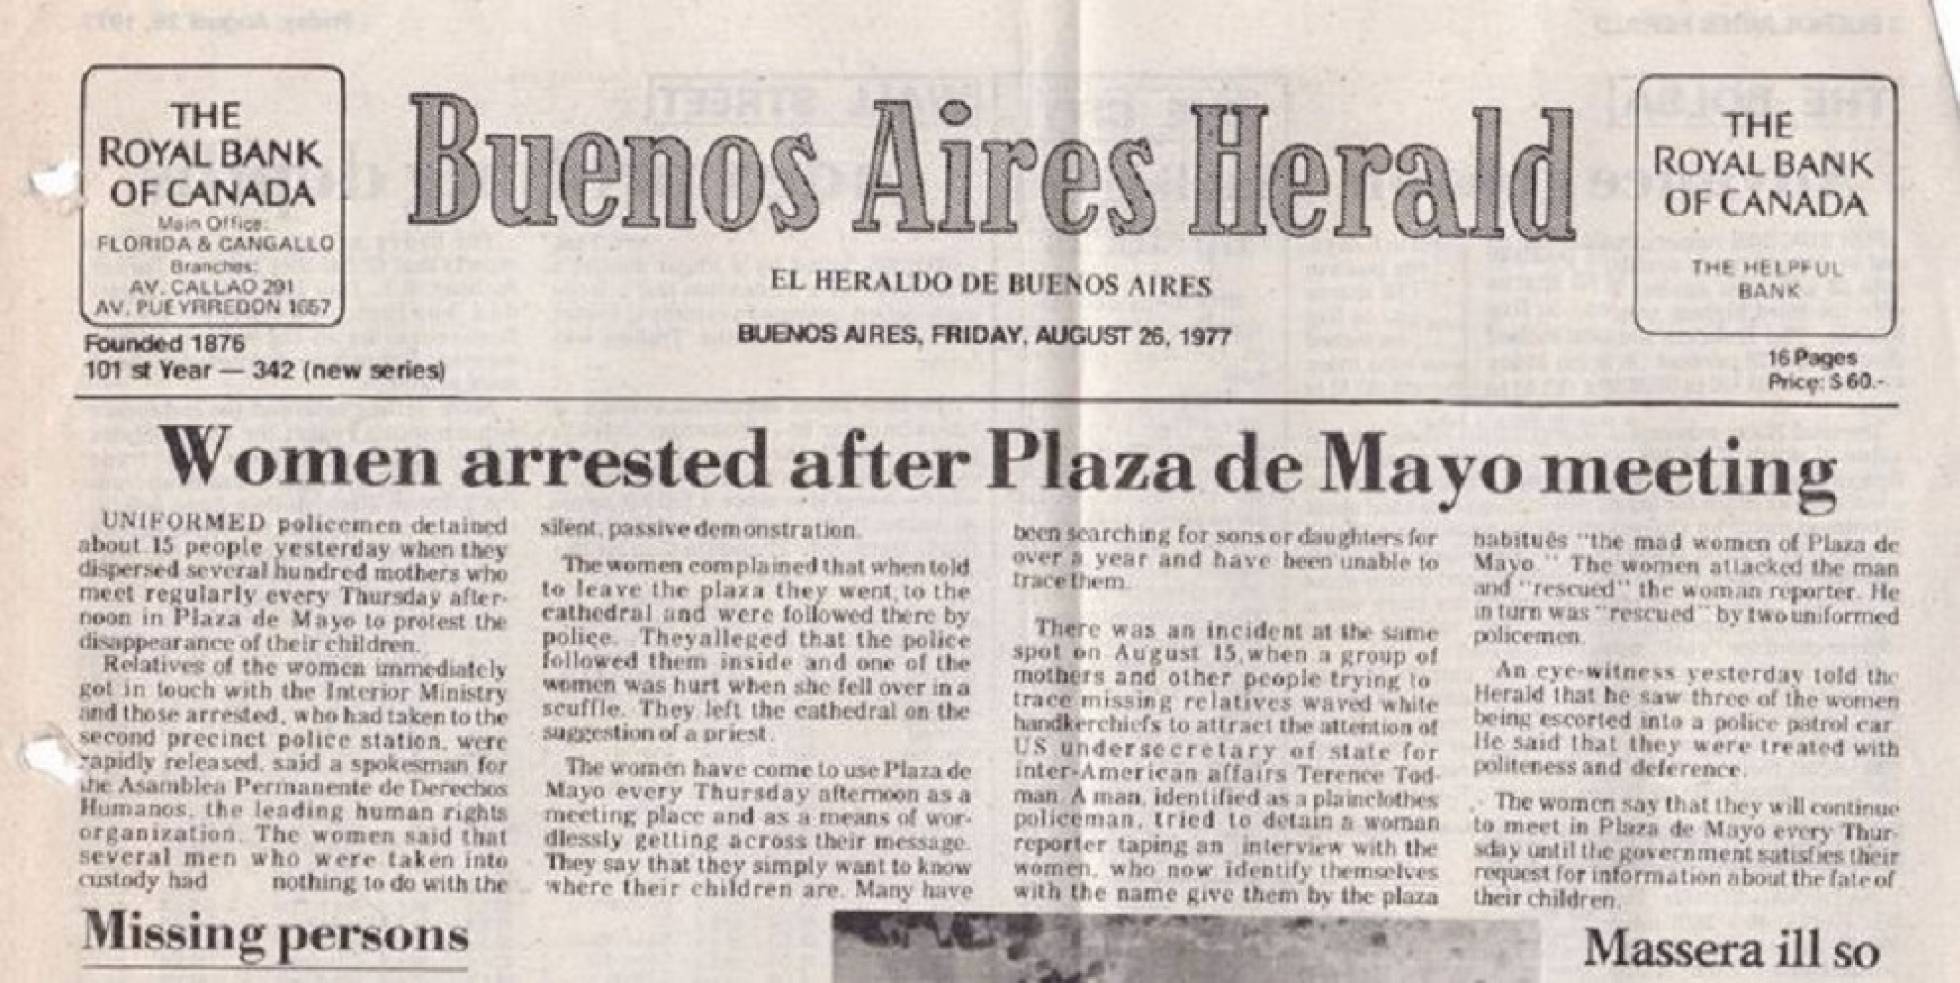 THE
ROYAL BANK
OF CANADA
Main Office:
FLORIDA & CANGALLO
Branches:
AV. CALLAO 291
AV. PUEYRREDON 1657
Founded 1876
101 st Year — 342 (new series)
Buenos Aires Herald
EL HERALDO DE BUENOS AIRES
BUENOS AIRES, FRIDAY, AUGUST 26, 1977
THE
ROYAL BANK
OF CANADA
THE HELPFUL
BANK
16 Pages
Price: $ 60.-
Women arrested after Plaza de Mayo meeting
UNIFORMED policemen detained
about 15 people yesterday when they
dispersed several hundred mothers who
meet regularly every Thursday after-
noon in Plaza de Mayo to protest the
disappearance of their children.
Relatives of the women immediately
got in touch with the Interior Ministry
and those arrested, who had taken to the
second precinct police station, were
rapidly released, said a spokesman for
the Asamblea Permanente de Derechos
Humanos, the leading human rights
organization. The women said that
several men who were taken into
custody had nothing to do with the
silent, passive demonstration.
The women complained that when told
to leave the plaza they went to the
cathedral and were followed there by
police. They alleged that the police
followed them inside and one of the
women was hurt when she fell over in a
scuffle. They left the cathedral on the
suggestion of a priest.
The women have come to use Plaza de
Mayo every Thursday afternoon as a
meeting place and as a means of wor-
dlessly getting across their message.
They say that they simply want to know
where their children are. Many have
been searching for sons or daughters for
over a year and have been unable to
trace them.
There was an incident at the same
spot on August 15, when a group of
mothers and other people trying to
trace missing relatives waved white
handkerchiefs to attract the attention of
US undersecretary of state for
inter-American affairs Terence Tod-
man. A man, identified as a plainclothes
policeman, tried to detain a woman
reporter taping an interview with the
women, who now identify themselves
with the name give them by the plaza
habitués "the mad women of Plaza de
Mayo." The women attacked the man
and "rescued" the woman reporter. He
in turn was "rescued" by two uniformed
policemen.
An eye-witness yesterday told the
Herald that he saw three of the women
being escorted into a police patrol car.
He said that they were treated with
politeness and deference.
The women say that they will continue
to meet in Plaza de Mayo every Thur-
sday until the government satisfies their
request for information about the fate of
their children.
Missing persons
Massera ill so